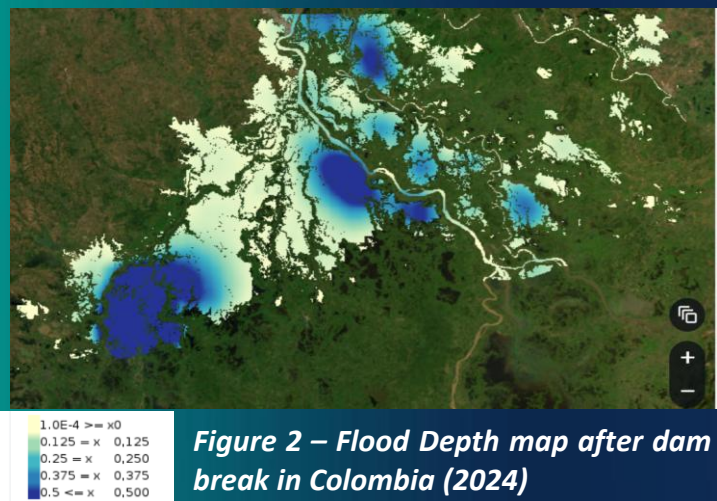 1.0E-4 >= x0
0.125 = x 0,125
0.25 = x 0,250
0.375 = x 0,375
0.5 <= x 0,500
Figure 2 – Flood Depth map after dam
break in Colombia (2024)